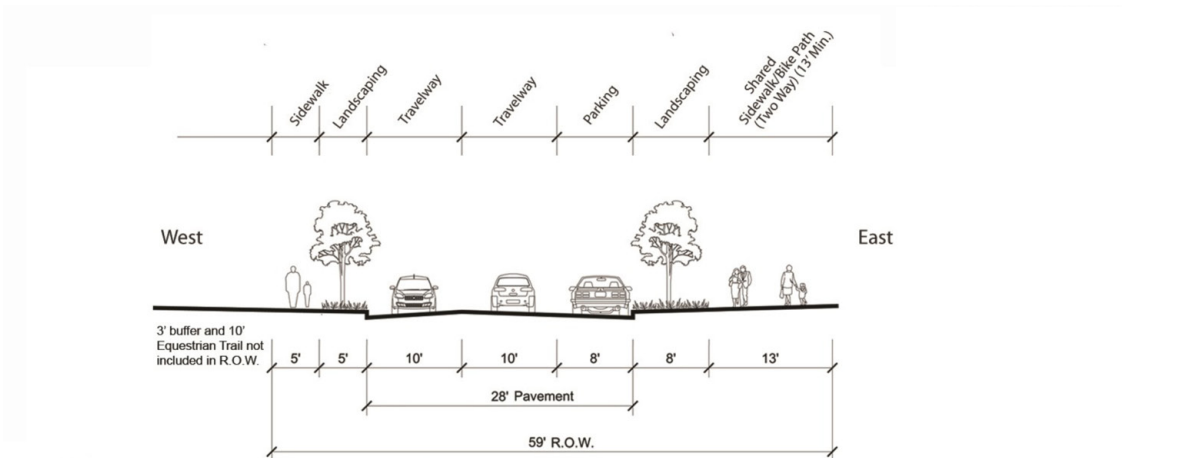 Sidewalk
Landscaping
Travelway
Travelway
Parking
Landscaping
Shared
Sidewalk/Bike Path
(Two Way) (13' Min.)
West
East
3' buffer and 10'
Equestrian Trail not
included in R.O.W.
5'
5'
10'
10'
8'
8'
13'
28' Pavement
59' R.O.W.